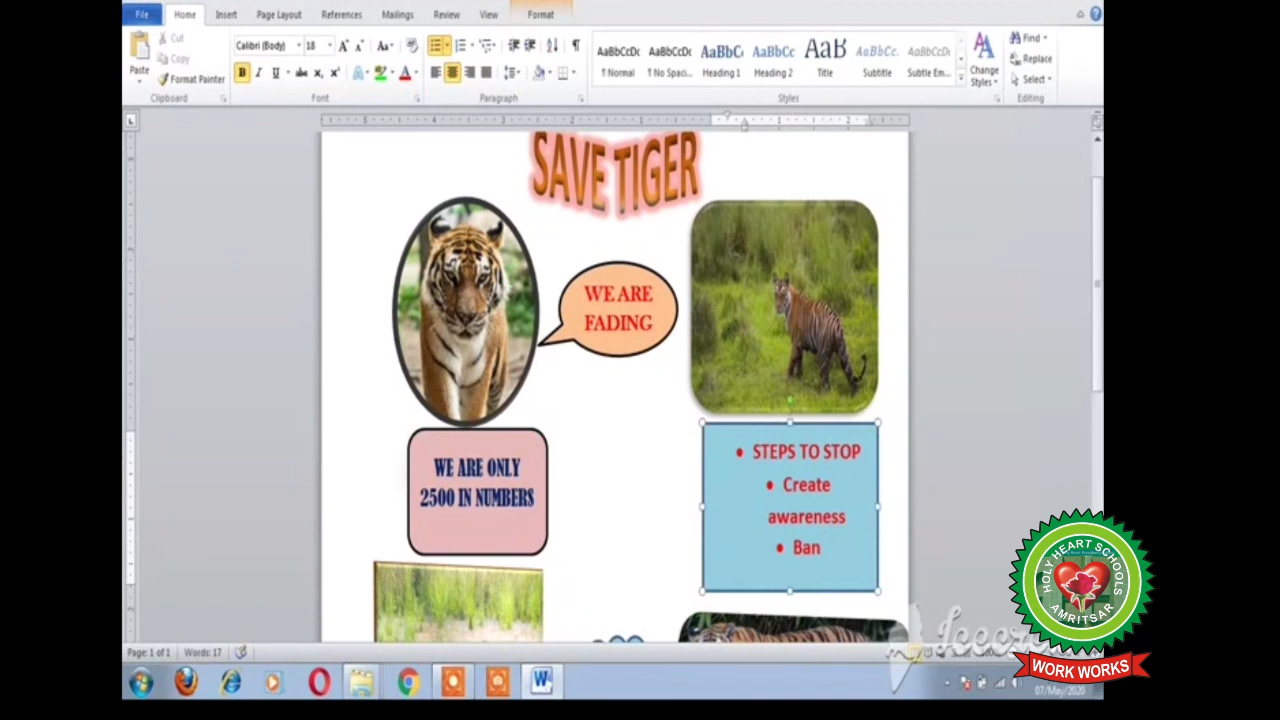 File Home Insert Page Layout References Mailings Review View Format
Cut
Copy
Format Painter
Paste
Clipboard
Calibri (Body) 18
Font
Paragraph
AaBbCcDc AaBbCcDc AaBbC AaBbCc AaB AaBbCc. AaBbCcDc
¶ Normal ¶ No Spaci... Heading 1 Heading 2 Title Subtitle Subtle Em...
Styles
Change
Styles
Find
Replace
Select
Editing
SAVE TIGER
WE ARE
FADING
WE ARE ONLY
2500 IN NUMBERS
• STEPS TO STOP
• Create
awareness
• Ban
Page: 1 of 1 Words: 17
07/May/2020
HOLY HEART SCHOOLS
AMRITSAR
WORK WORKS